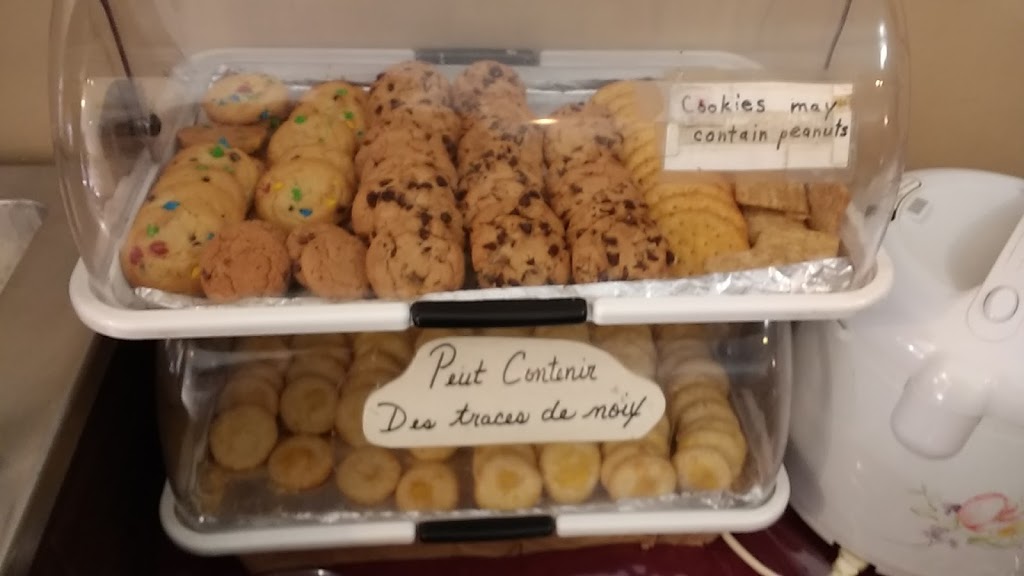 Cookies may
contain peanuts
Peut Contenir
Des traces de noix